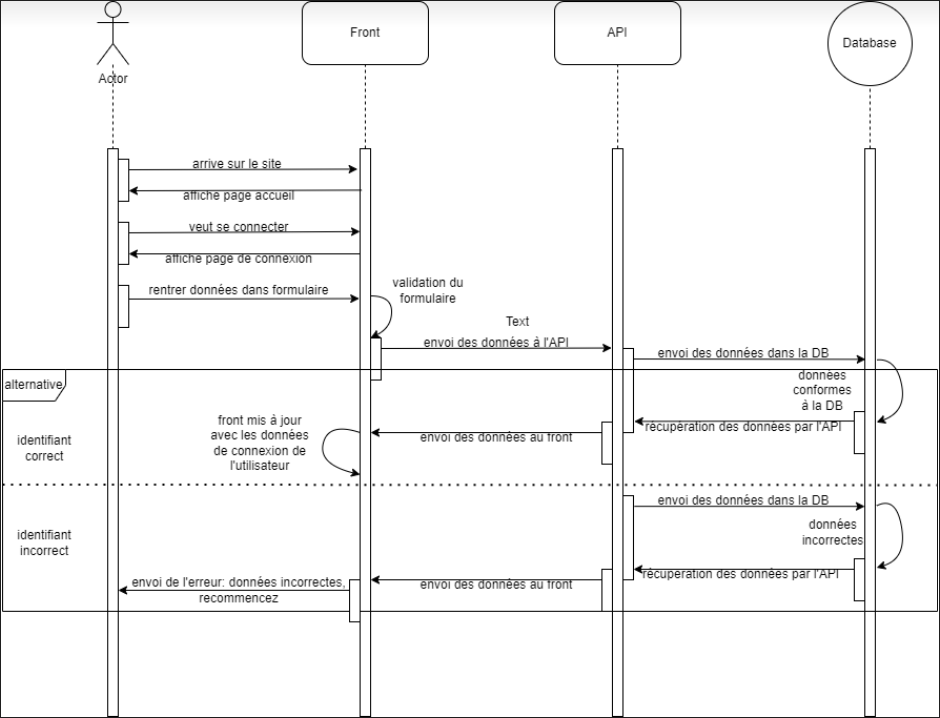 Front
API
Database
Actor
arrive sur le site
affiche page accueil
veut se connecter
affiche page de connexion
rentrer données dans formulaire
validation du
formulaire
Text
envoi des données à l'API
envoi des données dans la DB
alternative
données
conformes
à la DB
récupération des données par l'API
envoi des données au front
front mis à jour
avec les données
de connexion de
l'utilisateur
identifiant
correct
envoi des données dans la DB
données
incorrectes
identifiant
incorrect
récupération des données par l'API
envoi des données au front
envoi de l'erreur: données incorrectes,
recommencez